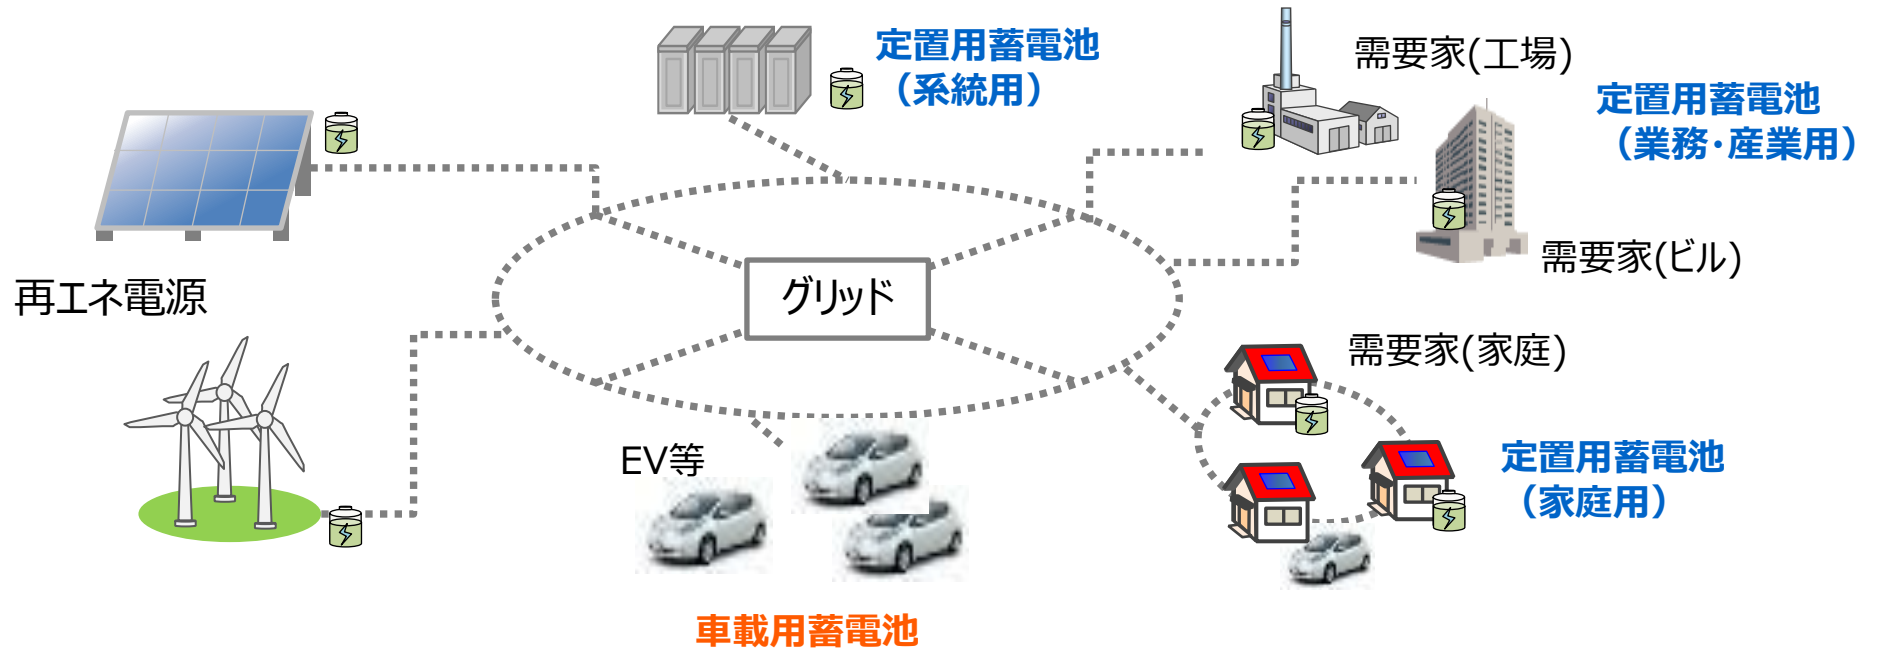 定置用蓄電池
（系統用）
需要家(工場)
定置用蓄電池
（業務・産業用）
需要家(ビル)
再エネ電源
グリッド
需要家(家庭)
EV等
定置用蓄電池
（家庭用）
車載用蓄電池